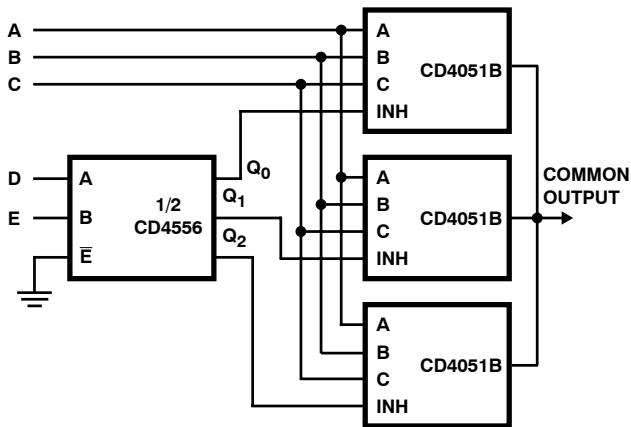 A
B
C
A
B
C
INH
CD4051B
D
E
A
B
E̅
1/2
CD4556
Q0
Q1
Q2
A
B
C
INH
CD4051B
COMMON
OUTPUT
A
B
C
INH
CD4051B